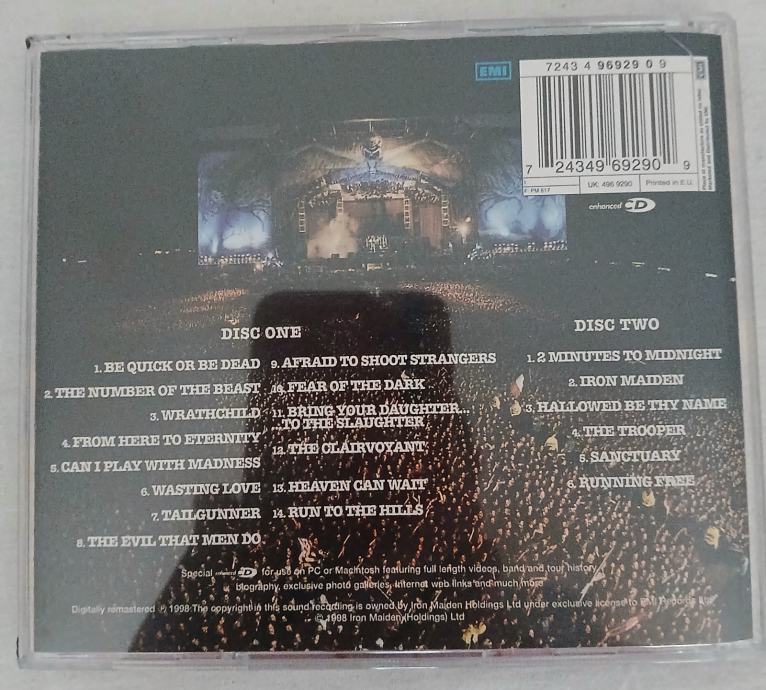 EMI
7243 4 96929 0 9
7 24349 69290 9
PM 617
UK: 496 9290
Printed in E.U.
enhanced CD
DISC ONE
1. BE QUICK OR BE DEAD
2. THE NUMBER OF THE BEAST
3. WRATHCHILD
4. FROM HERE TO ETERNITY
5. CAN I PLAY WITH MADNESS
6. WASTING LOVE
7. TAILGUNNER
8. THE EVIL THAT MEN DO
9. AFRAID TO SHOOT STRANGERS
10. FEAR OF THE DARK
11. BRING YOUR DAUGHTER...
...TO THE SLAUGHTER
12. THE CLAIRVOYANT
13. HEAVEN CAN WAIT
14. RUN TO THE HILLS
DISC TWO
1. 2 MINUTES TO MIDNIGHT
2. IRON MAIDEN
3. HALLOWED BE THY NAME
4. THE TROOPER
5. SANCTUARY
6. RUNNING FREE
Special enhanced CD for use on PC or Macintosh featuring full length videos, band and tour history,
biography, exclusive photo galleries, Internet web links and much more
Digitally remastered ℗ 1998 The copyright in this sound recording is owned by Iron Maiden Holdings Ltd under exclusive license to EMI Records Ltd.
© 1998 Iron Maiden (Holdings) Ltd